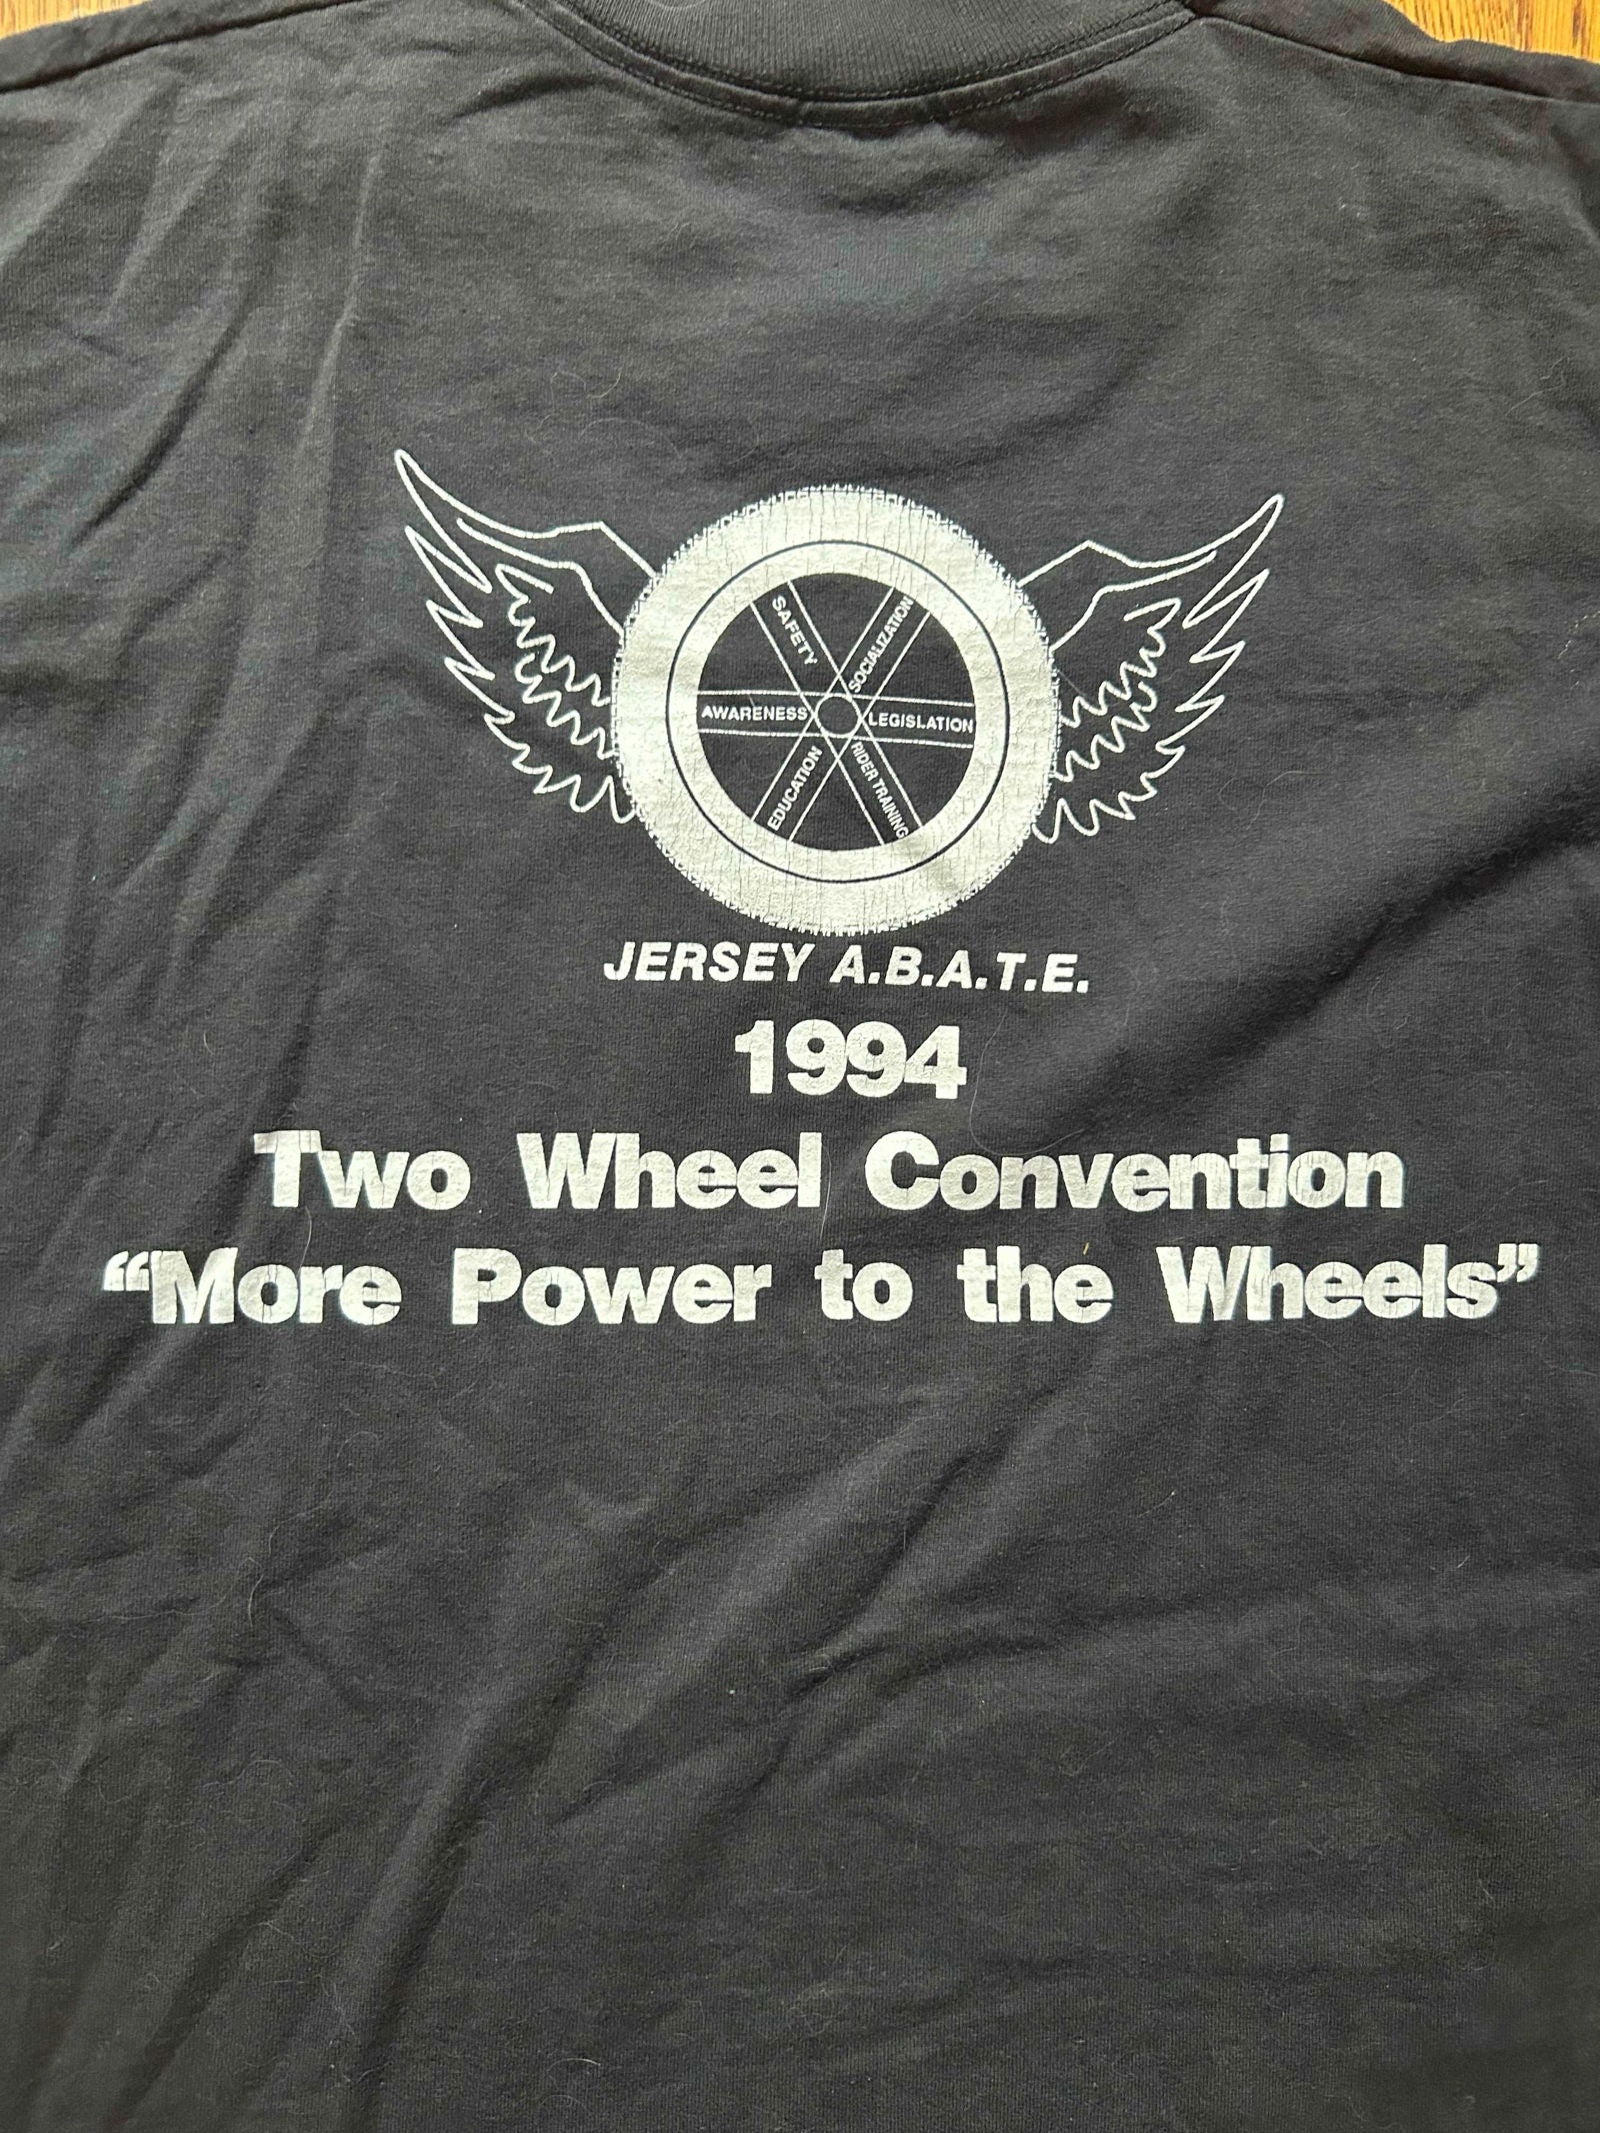 SAFETY
SOCIALIZATION
AWARENESS
LEGISLATION
EDUCATION
RIDER TRAINING
JERSEY A.B.A.T.E.
1994
Two Wheel Convention
“More Power to the Wheels”